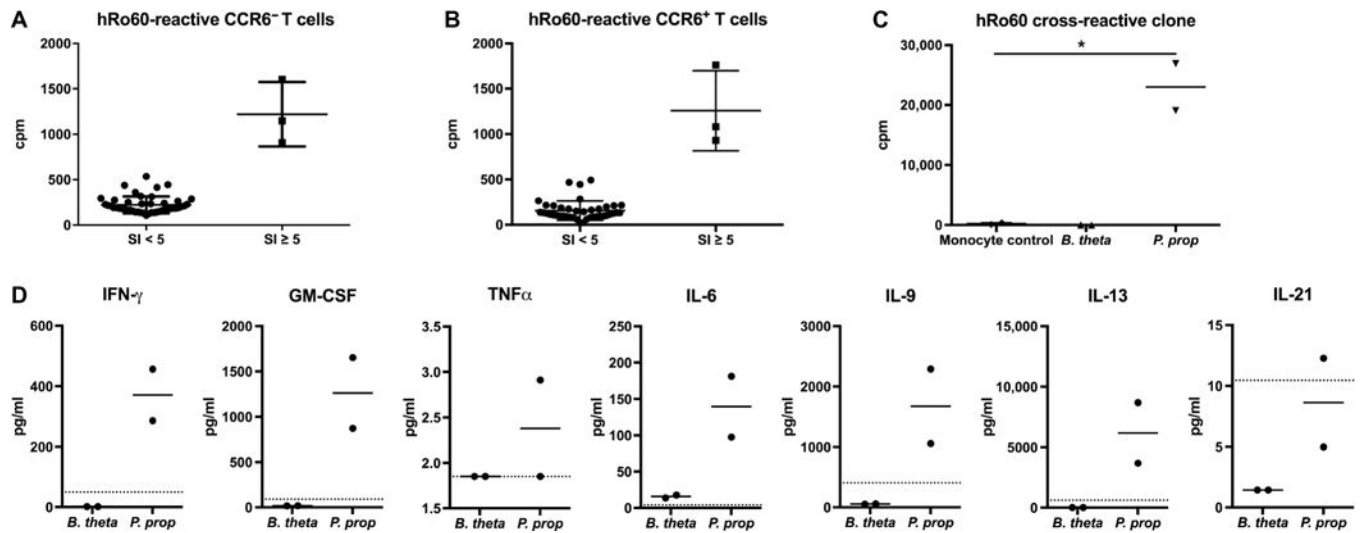 A
hRo60-reactive CCR6⁻ T cells
2000
1500
1000
500
0
cpm
SI < 5
SI ≥ 5
B
hRo60-reactive CCR6⁺ T cells
2000
1500
1000
500
0
cpm
SI < 5
SI ≥ 5
C
hRo60 cross-reactive clone
30,000
20,000
10,000
0
cpm
*
Monocyte control
B. theta
P. prop
D
IFN-γ
600
400
200
0
pg/ml
B. theta
P. prop
GM-CSF
2000
1500
1000
500
0
pg/ml
B. theta
P. prop
TNFα
3.5
3.0
2.5
2.0
1.5
pg/ml
B. theta
P. prop
IL-6
250
200
150
100
50
0
pg/ml
B. theta
P. prop
IL-9
3000
2000
1000
0
pg/ml
B. theta
P. prop
IL-13
15,000
10,000
5000
0
pg/ml
B. theta
P. prop
IL-21
15
10
5
0
pg/ml
B. theta
P. prop